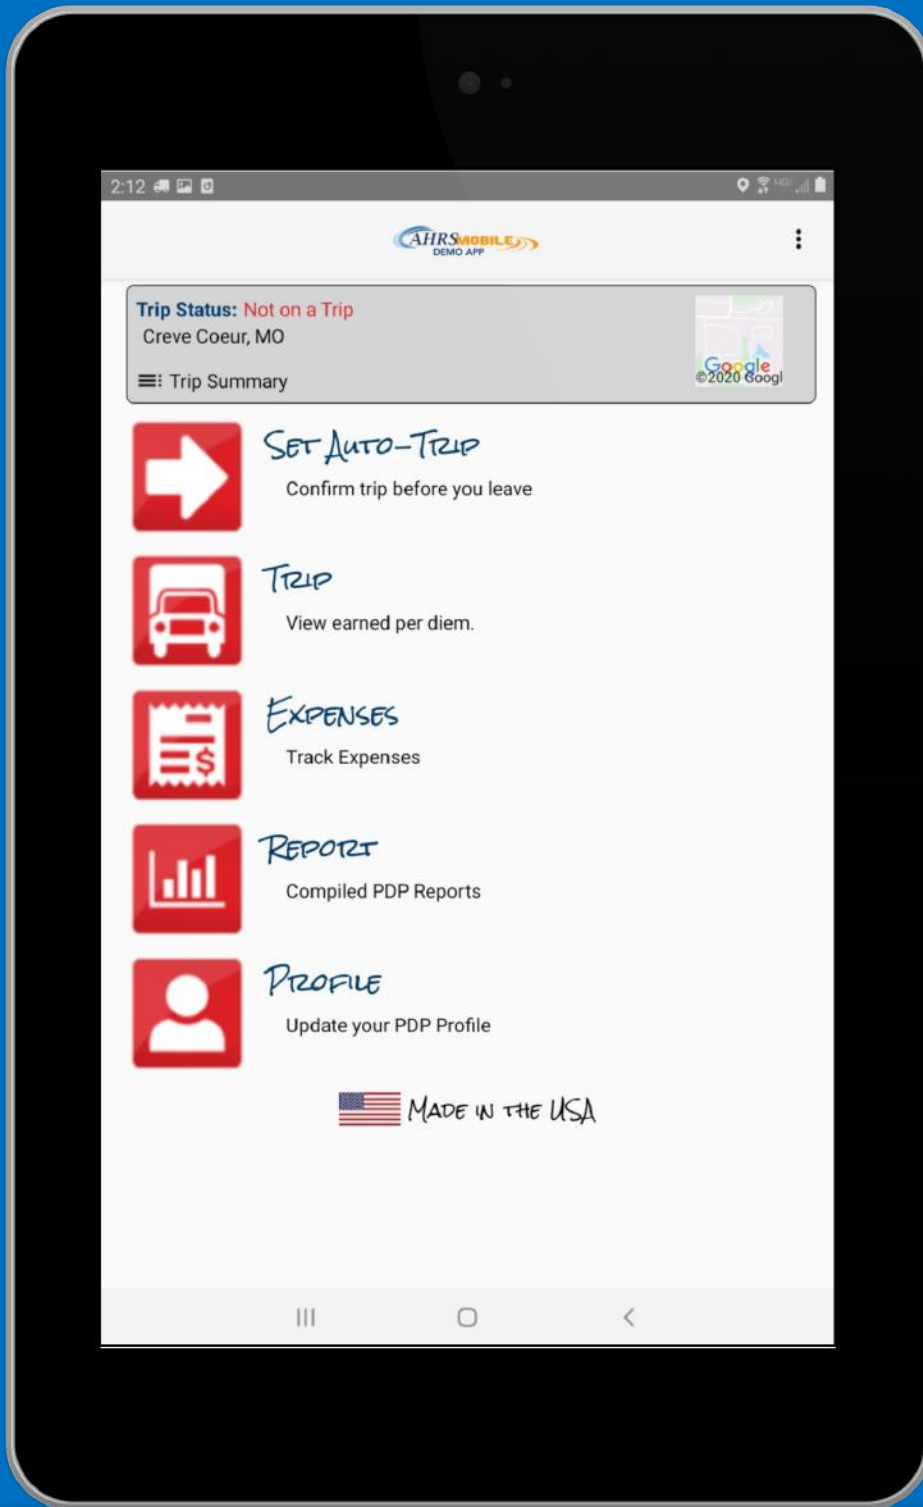 2:12
AHRSMOBILE
DEMO APP
Trip Status: Not on a Trip
Creve Coeur, MO
Trip Summary
Google
©2020 Googl
SET AUTO-TRIP
Confirm trip before you leave
TRIP
View earned per diem.
EXPENSES
Track Expenses
$
REPORT
Compiled PDP Reports
PROFILE
Update your PDP Profile
MADE IN THE USA